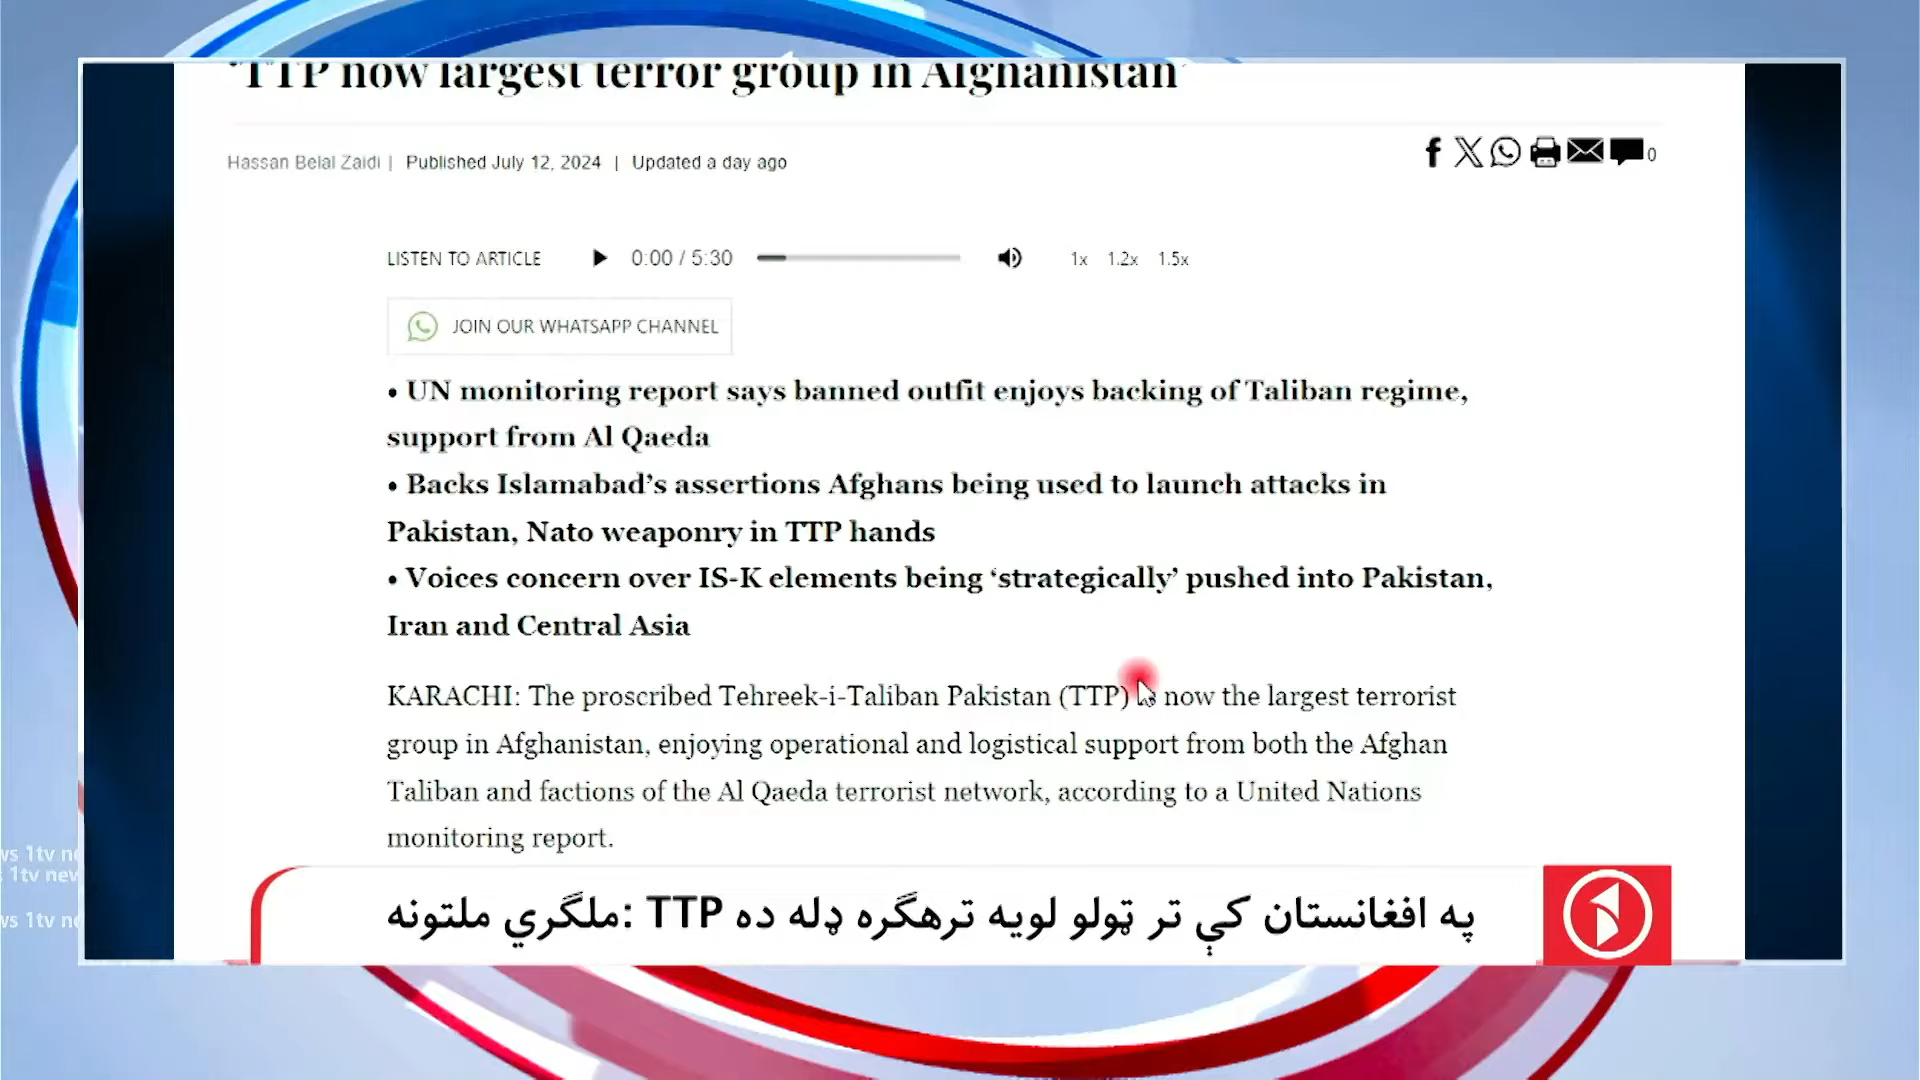 ‘TTP now largest terror group in Afghanistan’
Hassan Belal Zaidi | Published July 12, 2024 | Updated a day ago
0
LISTEN TO ARTICLE 0:00 / 5:30 1x 1.2x 1.5x
JOIN OUR WHATSAPP CHANNEL
• UN monitoring report says banned outfit enjoys backing of Taliban regime,
support from Al Qaeda
• Backs Islamabad’s assertions Afghans being used to launch attacks in
Pakistan, Nato weaponry in TTP hands
• Voices concern over IS-K elements being ‘strategically’ pushed into Pakistan,
Iran and Central Asia
KARACHI: The proscribed Tehreek-i-Taliban Pakistan (TTP) now the largest terrorist
group in Afghanistan, enjoying operational and logistical support from both the Afghan
Taliban and factions of the Al Qaeda terrorist network, according to a United Nations
monitoring report.
ملګري ملتونه: TTP په افغانستان کې تر ټولو لويه ترهګره ډله ده
1tv
1tv
1tv